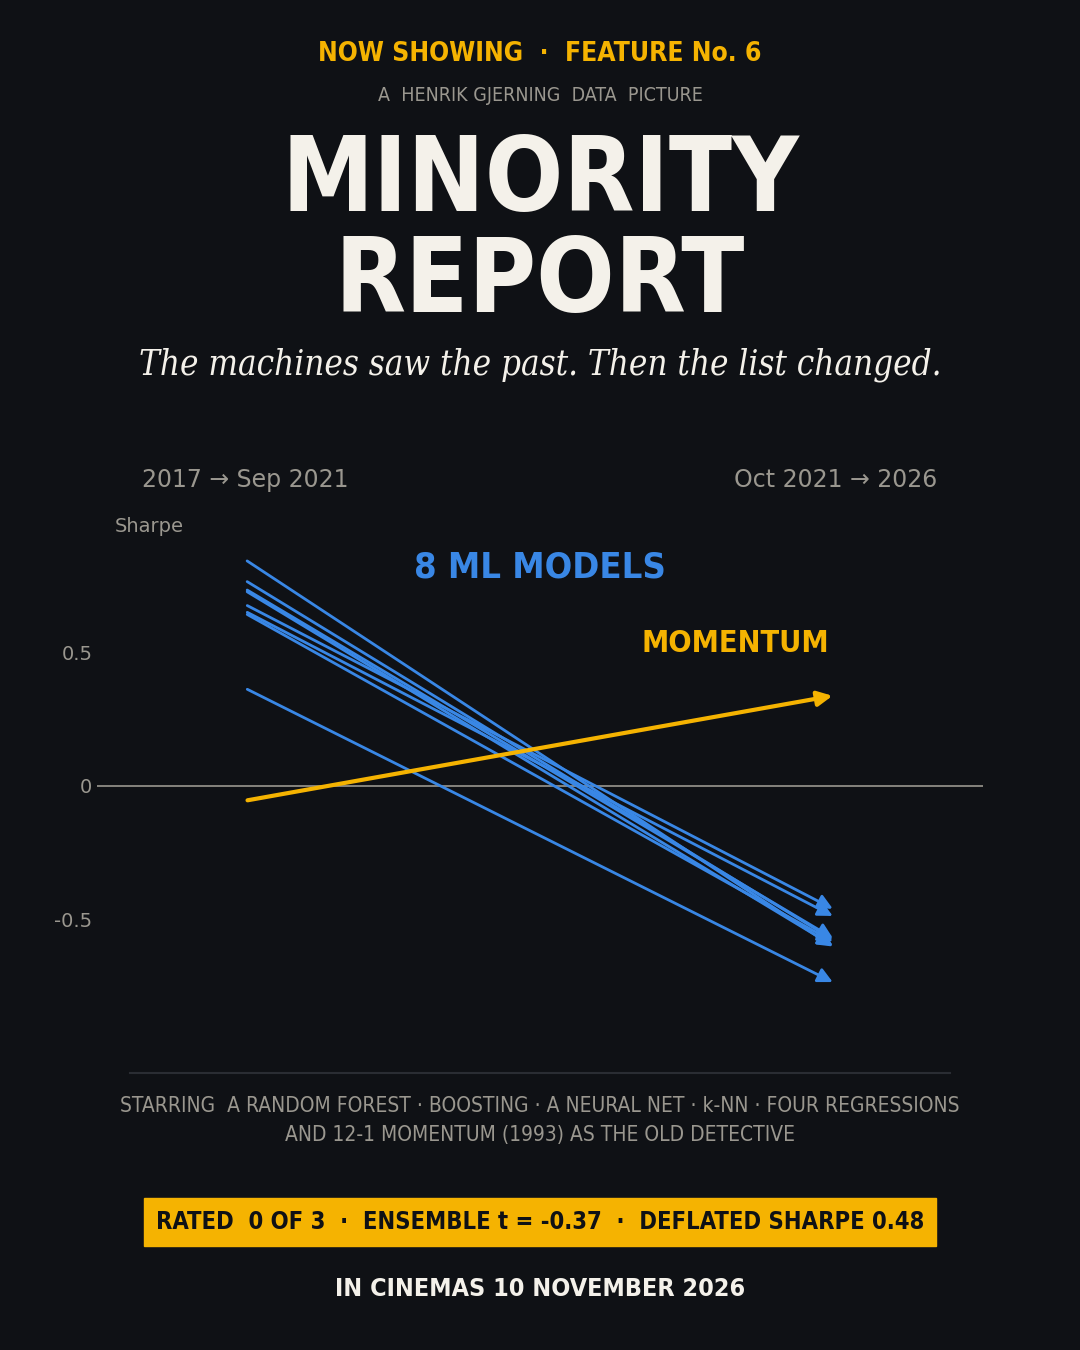 NOW SHOWING · FEATURE No. 6
A HENRIK GJERNING DATA PICTURE
MINORITY
REPORT
The machines saw the past. Then the list changed.
2017 → Sep 2021
Oct 2021 → 2026
Sharpe
8 ML MODELS
MOMENTUM
0.5
0
-0.5
STARRING A RANDOM FOREST · BOOSTING · A NEURAL NET · k-NN · FOUR REGRESSIONS
AND 12-1 MOMENTUM (1993) AS THE OLD DETECTIVE
RATED 0 OF 3 · ENSEMBLE t = -0.37 · DEFLATED SHARPE 0.48
IN CINEMAS 10 NOVEMBER 2026